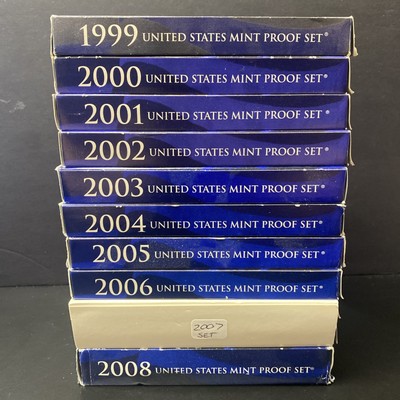 1999 UNITED STATES MINT PROOF SET®
2000 UNITED STATES MINT PROOF SET®
2001 UNITED STATES MINT PROOF SET®
2002 UNITED STATES MINT PROOF SET®
2003 UNITED STATES MINT PROOF SET®
2004 UNITED STATES MINT PROOF SET®
2005 UNITED STATES MINT PROOF SET®
2006 UNITED STATES MINT PROOF SET®
2007
SET
2008 UNITED STATES MINT PROOF SET®